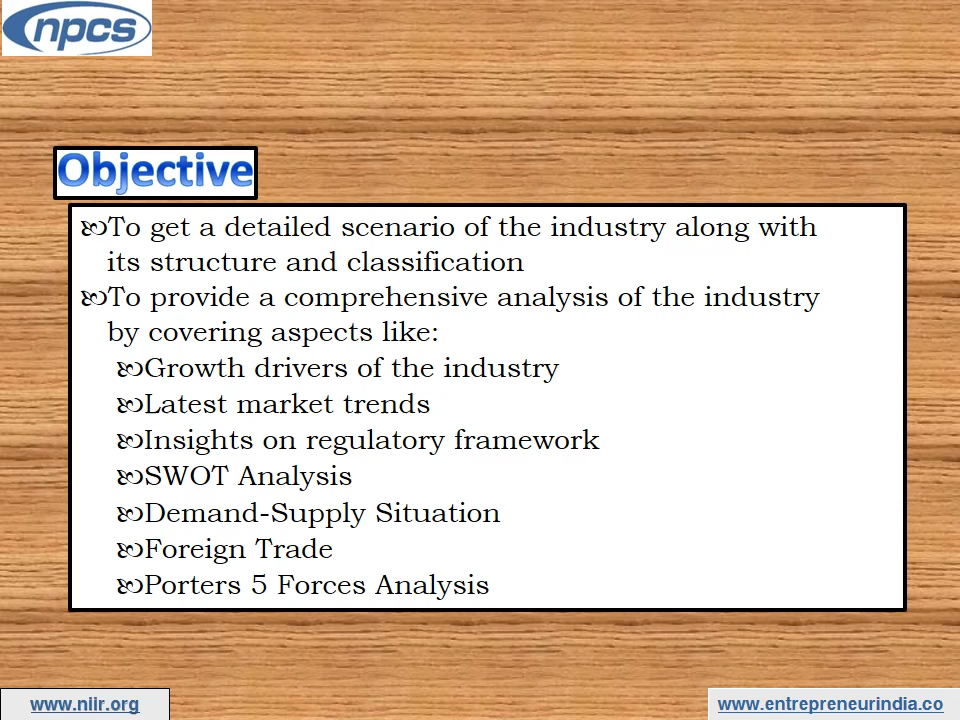 npcs
Objective
To get a detailed scenario of the industry along with
its structure and classification
To provide a comprehensive analysis of the industry
by covering aspects like:
Growth drivers of the industry
Latest market trends
Insights on regulatory framework
SWOT Analysis
Demand-Supply Situation
Foreign Trade
Porters 5 Forces Analysis
www.niir.org
www.entrepreneurindia.co